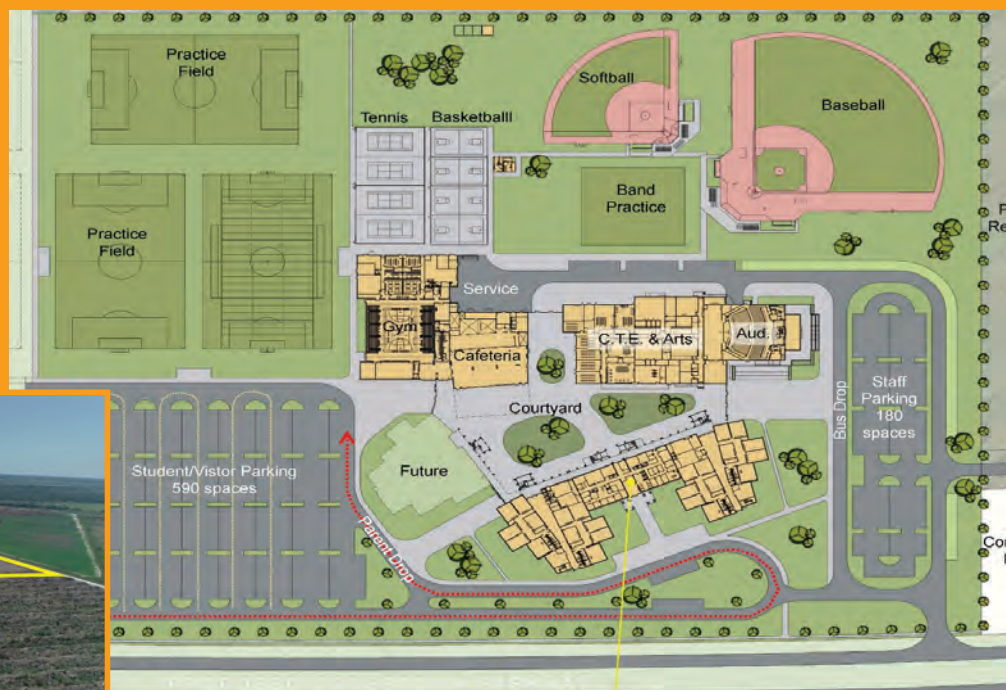 Practice
Field
Softball
Baseball
Tennis
Basketballl
Band
Practice
Practice
Field
Service
Gym
Cafeteria
C.T.E. & Arts
Aud.
Courtyard
Bus Drop
Staff
Parking
180
spaces
Student/Vistor Parking
590 spaces
Future
Parent Drop